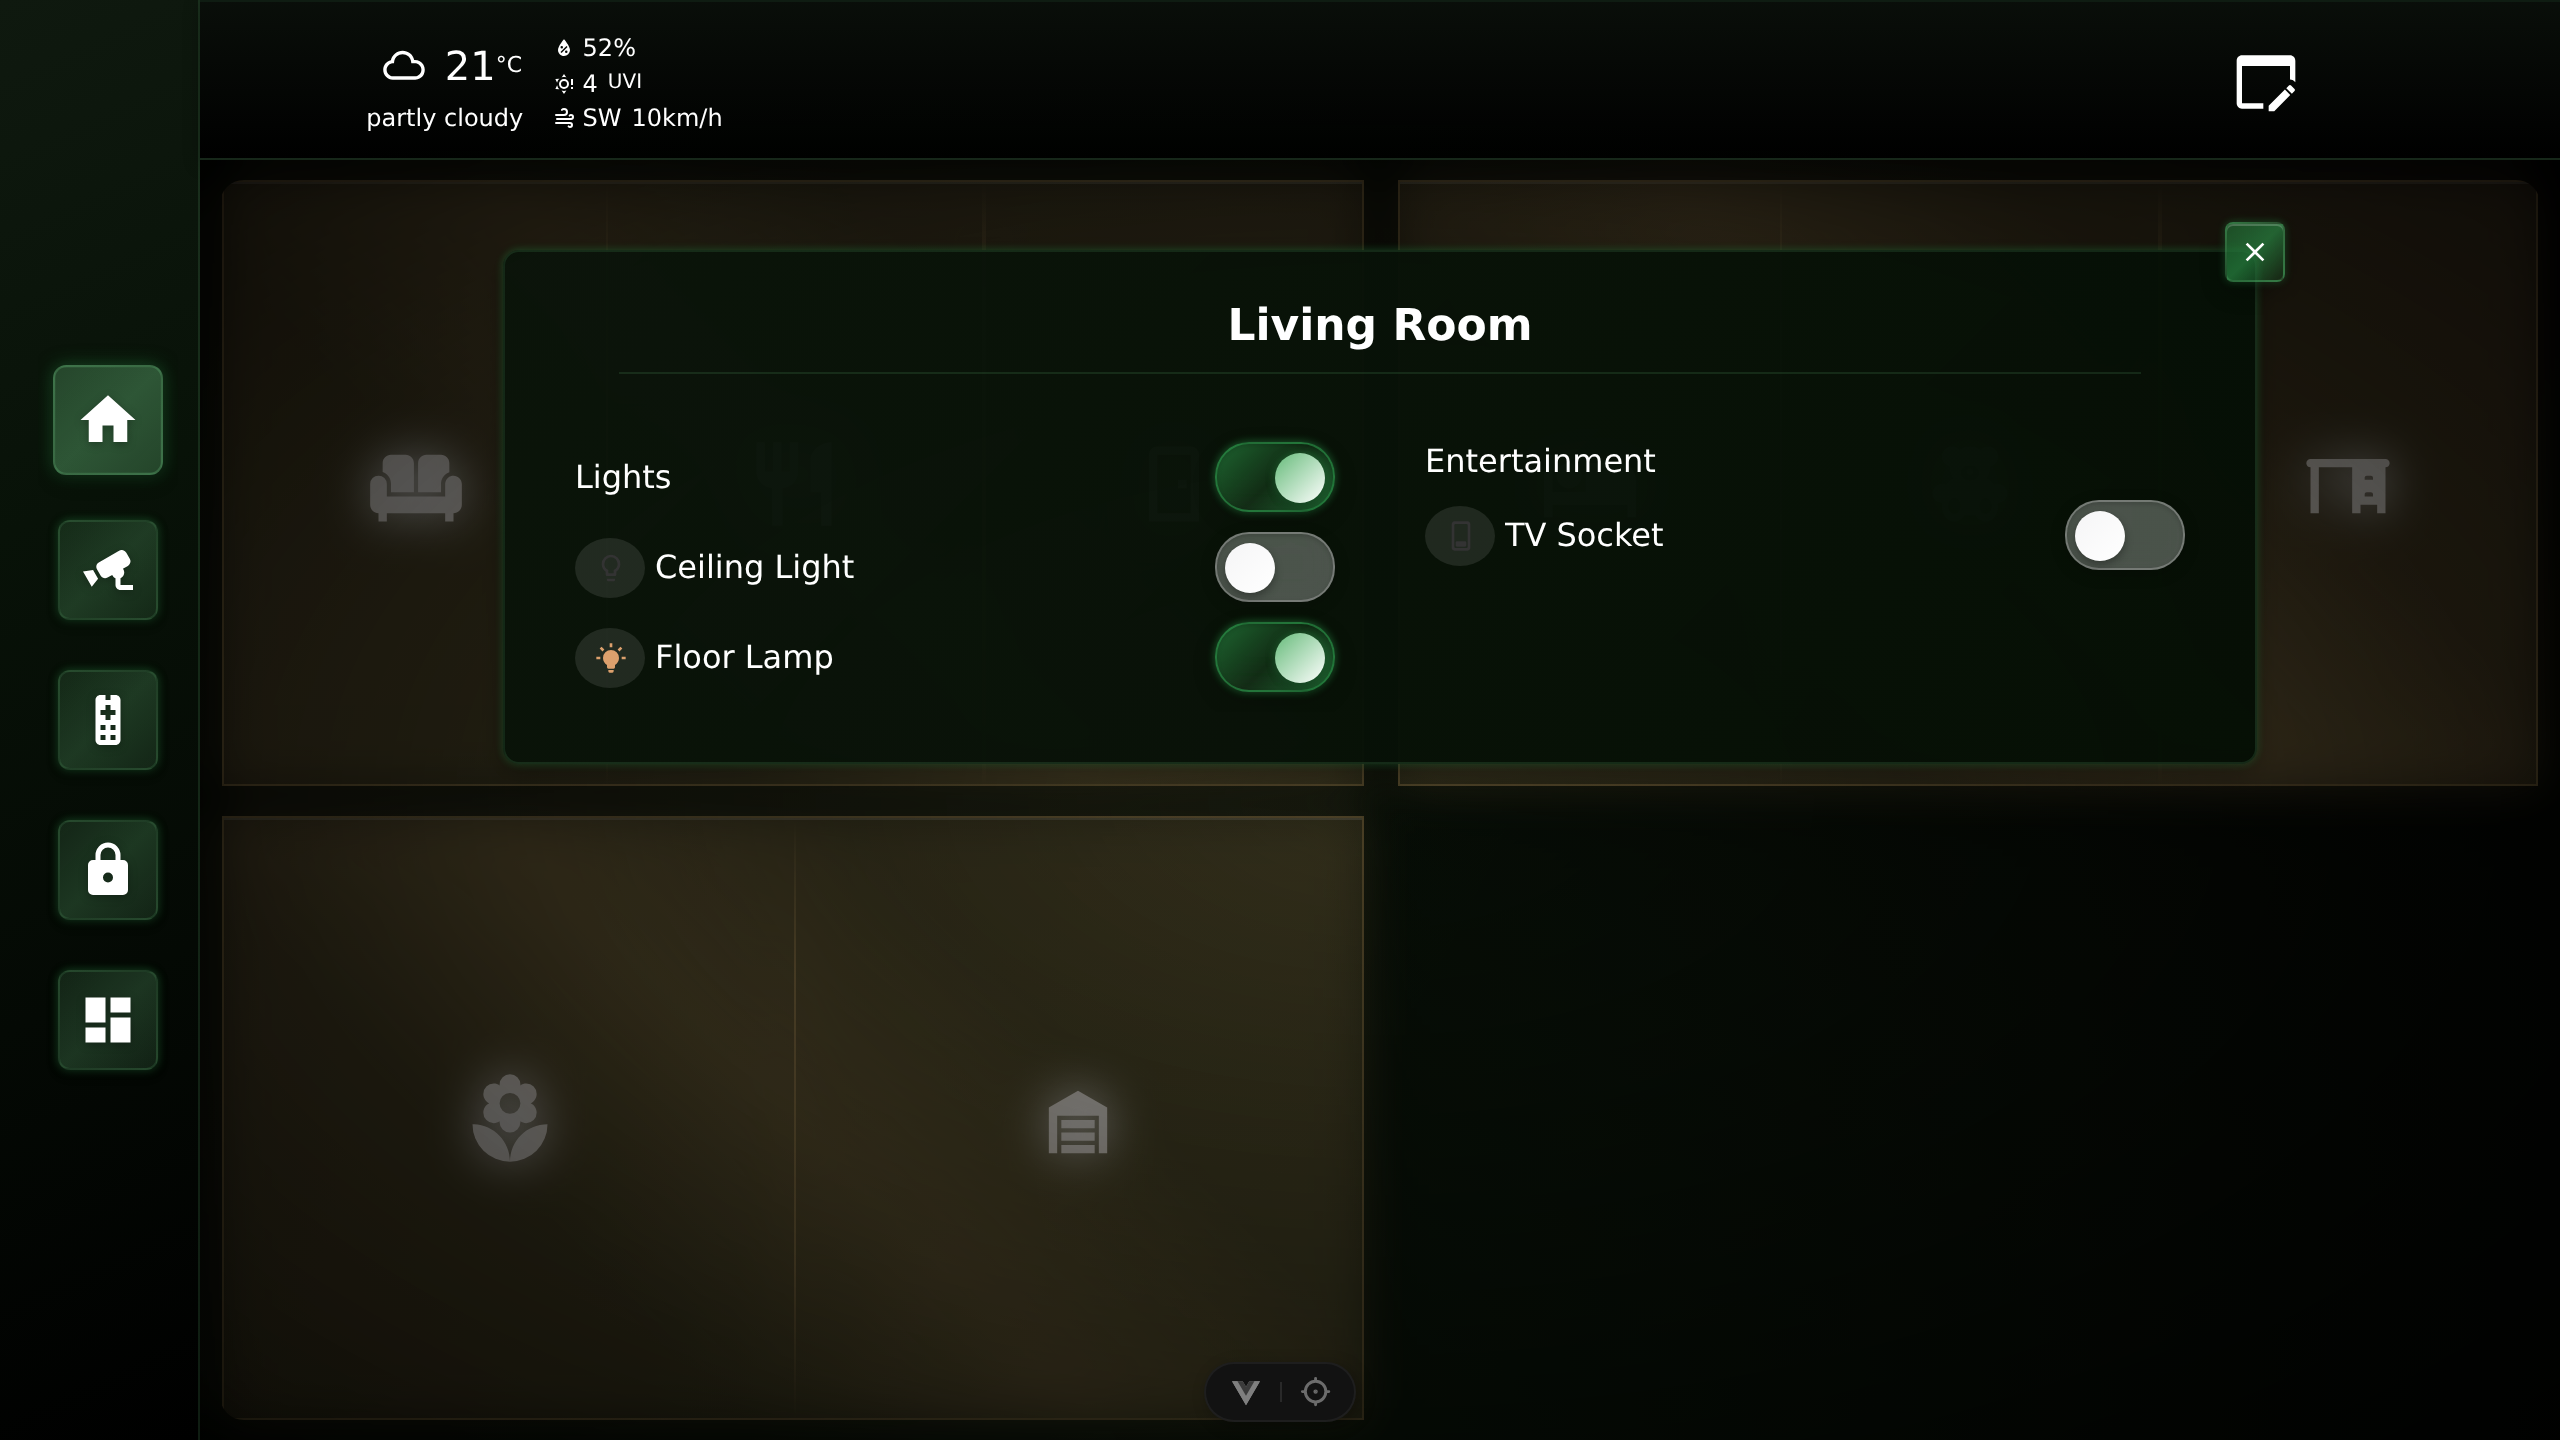 21°C
partly cloudy
52%
4 UVI
SW 10km/h
Living Room
Lights
Ceiling Light
Floor Lamp
Entertainment
TV Socket